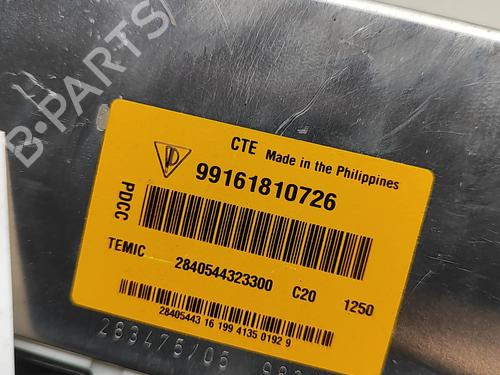 B-PARTS
CTE Made in the Philippines
99161810726
PDCC
TEMIC 2840544323300 C20 1250
28405443 16 199 4135 0192 9
283475/05